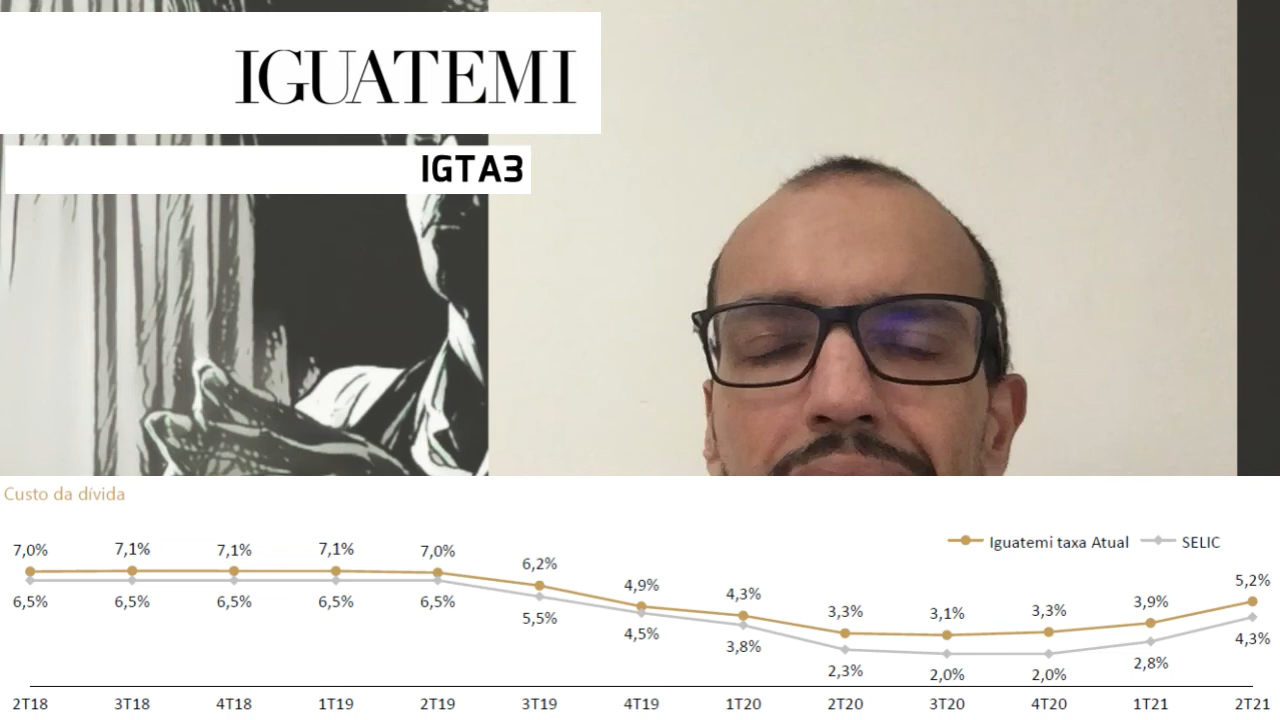 IGUATEMI
IGTA3
Custo da dívida
Iguatemi taxa Atual SELIC
7,0% 7,1% 7,1% 7,1% 7,0% 6,2% 4,9% 4,3% 3,3% 3,1% 3,3% 3,9% 5,2%
6,5% 6,5% 6,5% 6,5% 6,5% 5,5% 4,5% 3,8% 2,3% 2,0% 2,0% 2,8% 4,3%
2T18 3T18 4T18 1T19 2T19 3T19 4T19 1T20 2T20 3T20 4T20 1T21 2T21